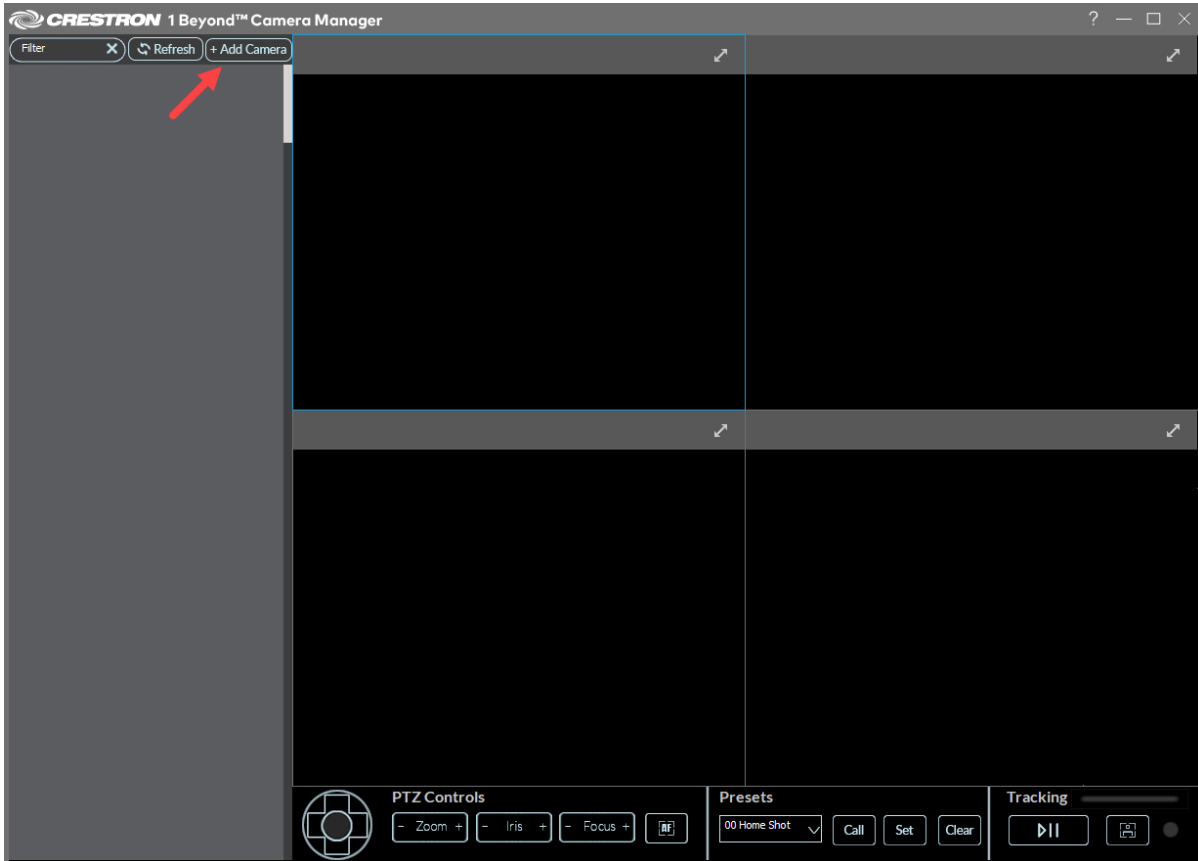 CRESTRON 1 Beyond™ Camera Manager ?
Filter Refresh + Add Camera
PTZ Controls Presets Tracking
- Zoom + - Iris + - Focus + AF 00 Home Shot Call Set Clear